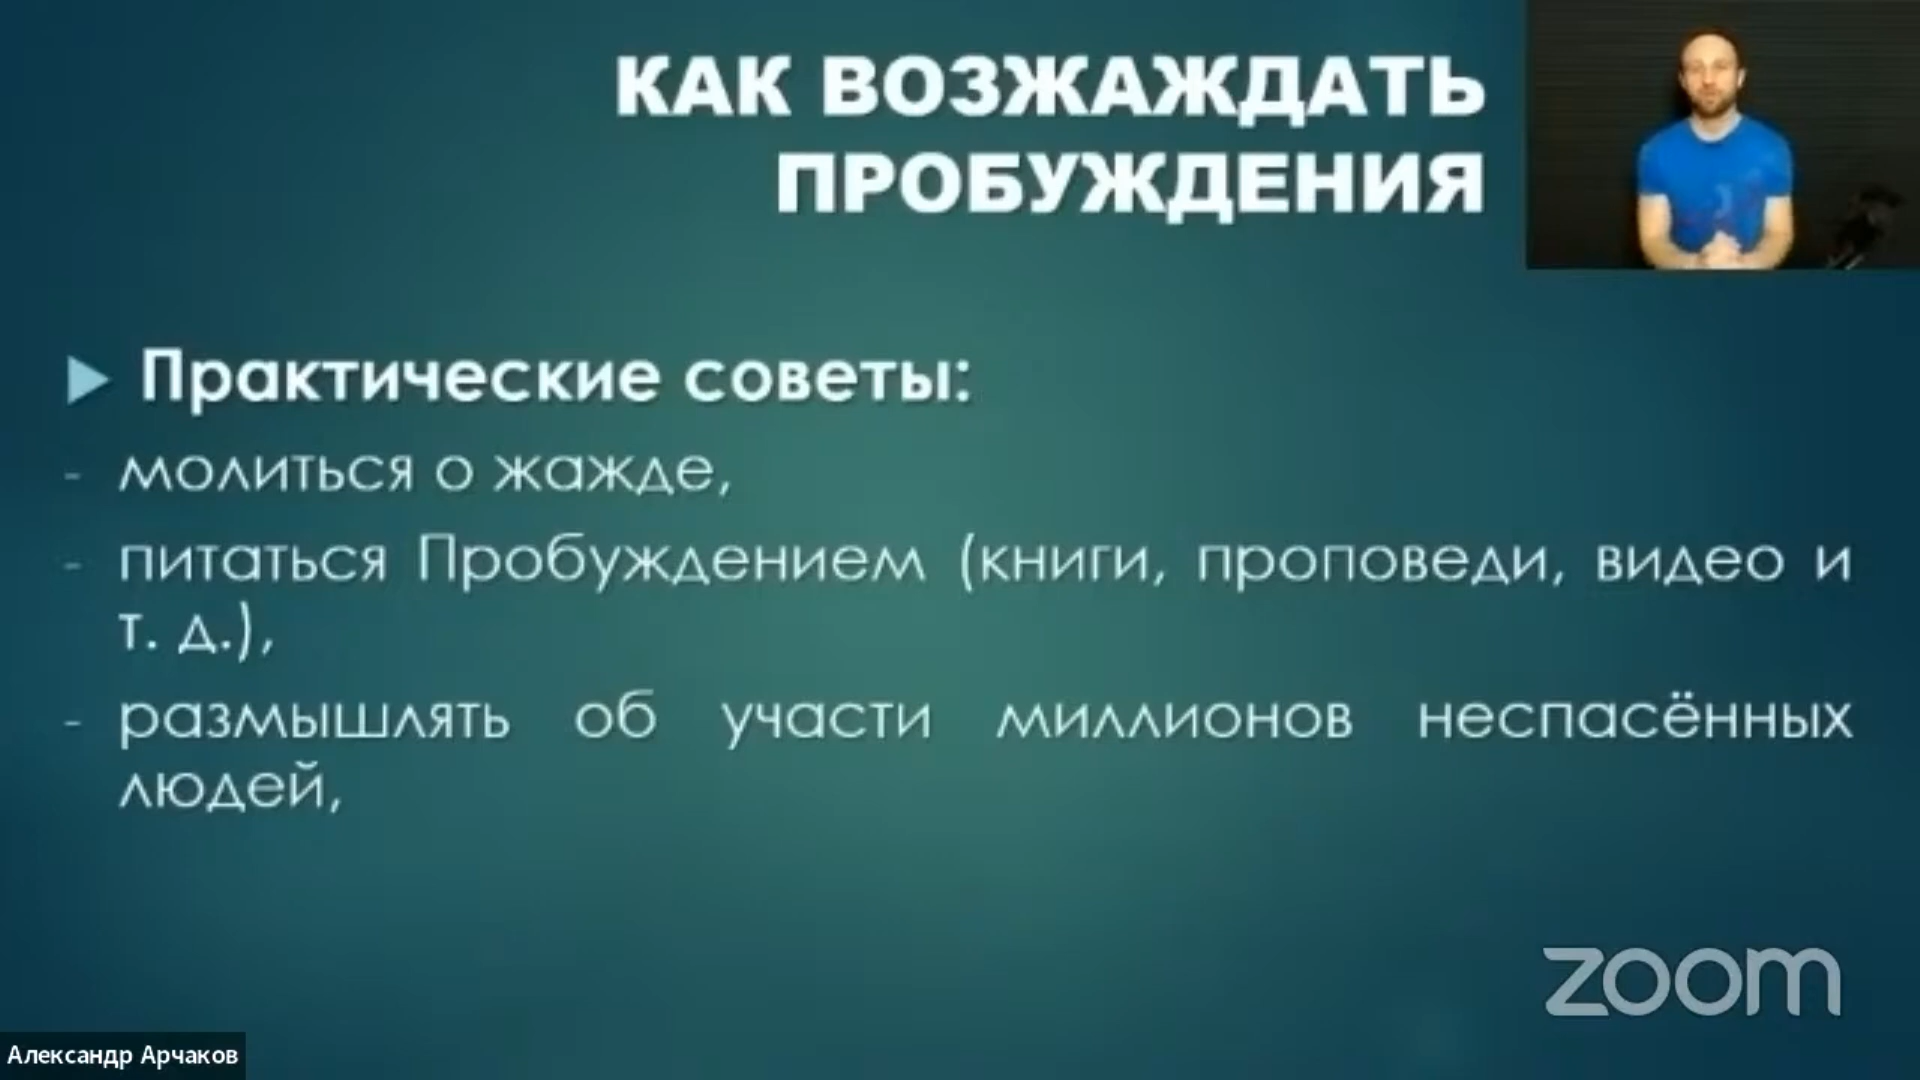 КАК ВОЗЖАЖДАТЬ
ПРОБУЖДЕНИЯ
Практические советы:
- молиться о жажде,
- питаться Пробуждением (книги, проповеди, видео и
т. д.),
- размышлять об участи миллионов неспасённых
людей,
zoom
Александр Арчаков